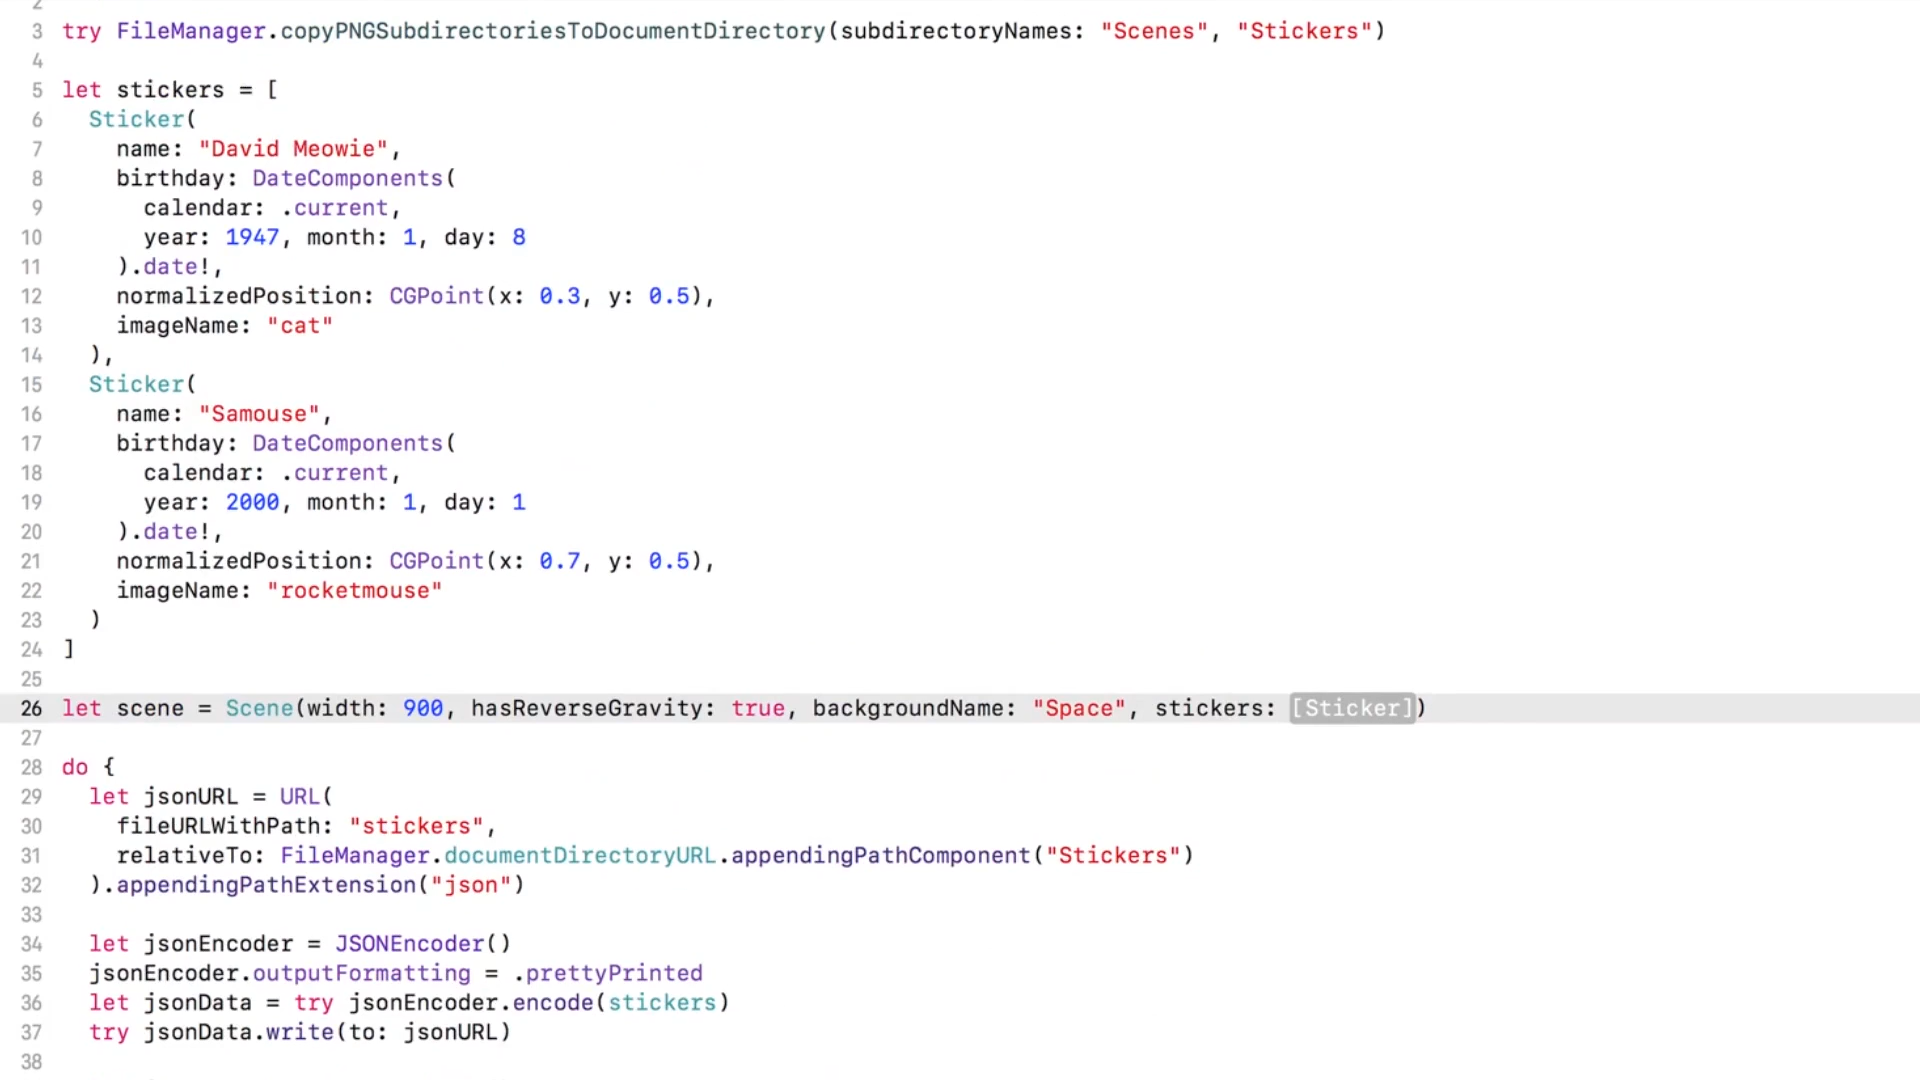 2
3 try FileManager.copyPNGSubdirectoriesToDocumentDirectory(subdirectoryNames: "Scenes", "Stickers")
4
5 let stickers = [
6   Sticker(
7     name: "David Meowie",
8     birthday: DateComponents(
9       calendar: .current,
10       year: 1947, month: 1, day: 8
11     ).date!,
12     normalizedPosition: CGPoint(x: 0.3, y: 0.5),
13     imageName: "cat"
14   ),
15   Sticker(
16     name: "Samouse",
17     birthday: DateComponents(
18       calendar: .current,
19       year: 2000, month: 1, day: 1
20     ).date!,
21     normalizedPosition: CGPoint(x: 0.7, y: 0.5),
22     imageName: "rocketmouse"
23   )
24 ]
25
26 let scene = Scene(width: 900, hasReverseGravity: true, backgroundName: "Space", stickers: [Sticker])
27
28 do {
29   let jsonURL = URL(
30     fileURLWithPath: "stickers",
31     relativeTo: FileManager.documentDirectoryURL.appendingPathComponent("Stickers")
32   ).appendingPathExtension("json")
33
34   let jsonEncoder = JSONEncoder()
35   jsonEncoder.outputFormatting = .prettyPrinted
36   let jsonData = try jsonEncoder.encode(stickers)
37   try jsonData.write(to: jsonURL)
38